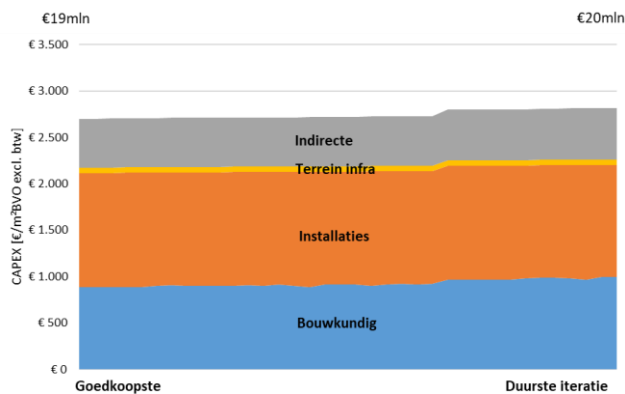 €19mln
€20mln
CAPEX [€/m²BVO excl. btw]
€ 3.500
€ 3.000
€ 2.500
€ 2.000
€ 1.500
€ 1.000
€ 500
€ 0
Indirecte
Terrein infra
Installaties
Bouwkundig
Goedkoopste
Duurste iteratie